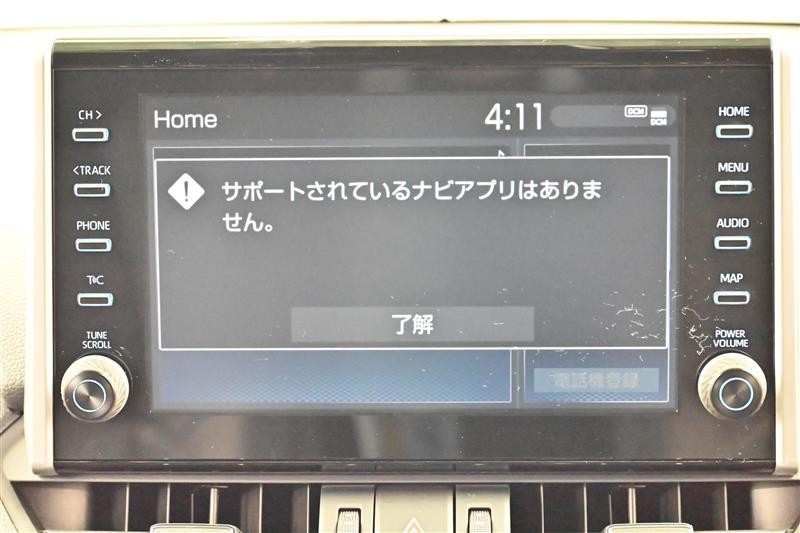 CH >
<TRACK
PHONE
T@C
TUNE
SCROLL
Home
4:11
DCM
DCM
サポートされているナビアプリはありま
せん。
了解
電話機登録
HOME
MENU
AUDIO
MAP
POWER
VOLUME